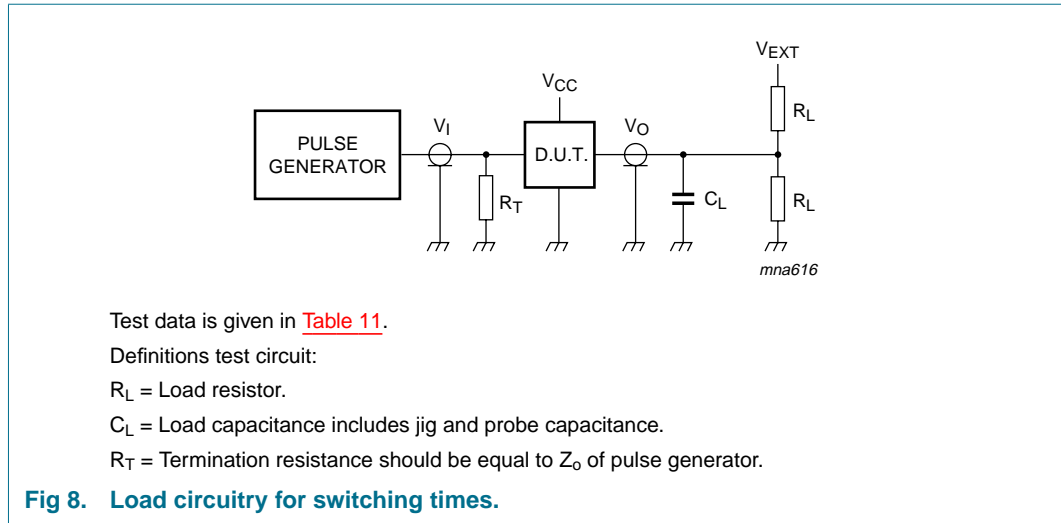 VEXT
RL
VCC
VI
VO
PULSE
GENERATOR
D.U.T.
RT
CL
RL
mna616
Test data is given in Table 11.
Definitions test circuit:
RL = Load resistor.
CL = Load capacitance includes jig and probe capacitance.
RT = Termination resistance should be equal to Zo of pulse generator.
Fig 8. Load circuitry for switching times.